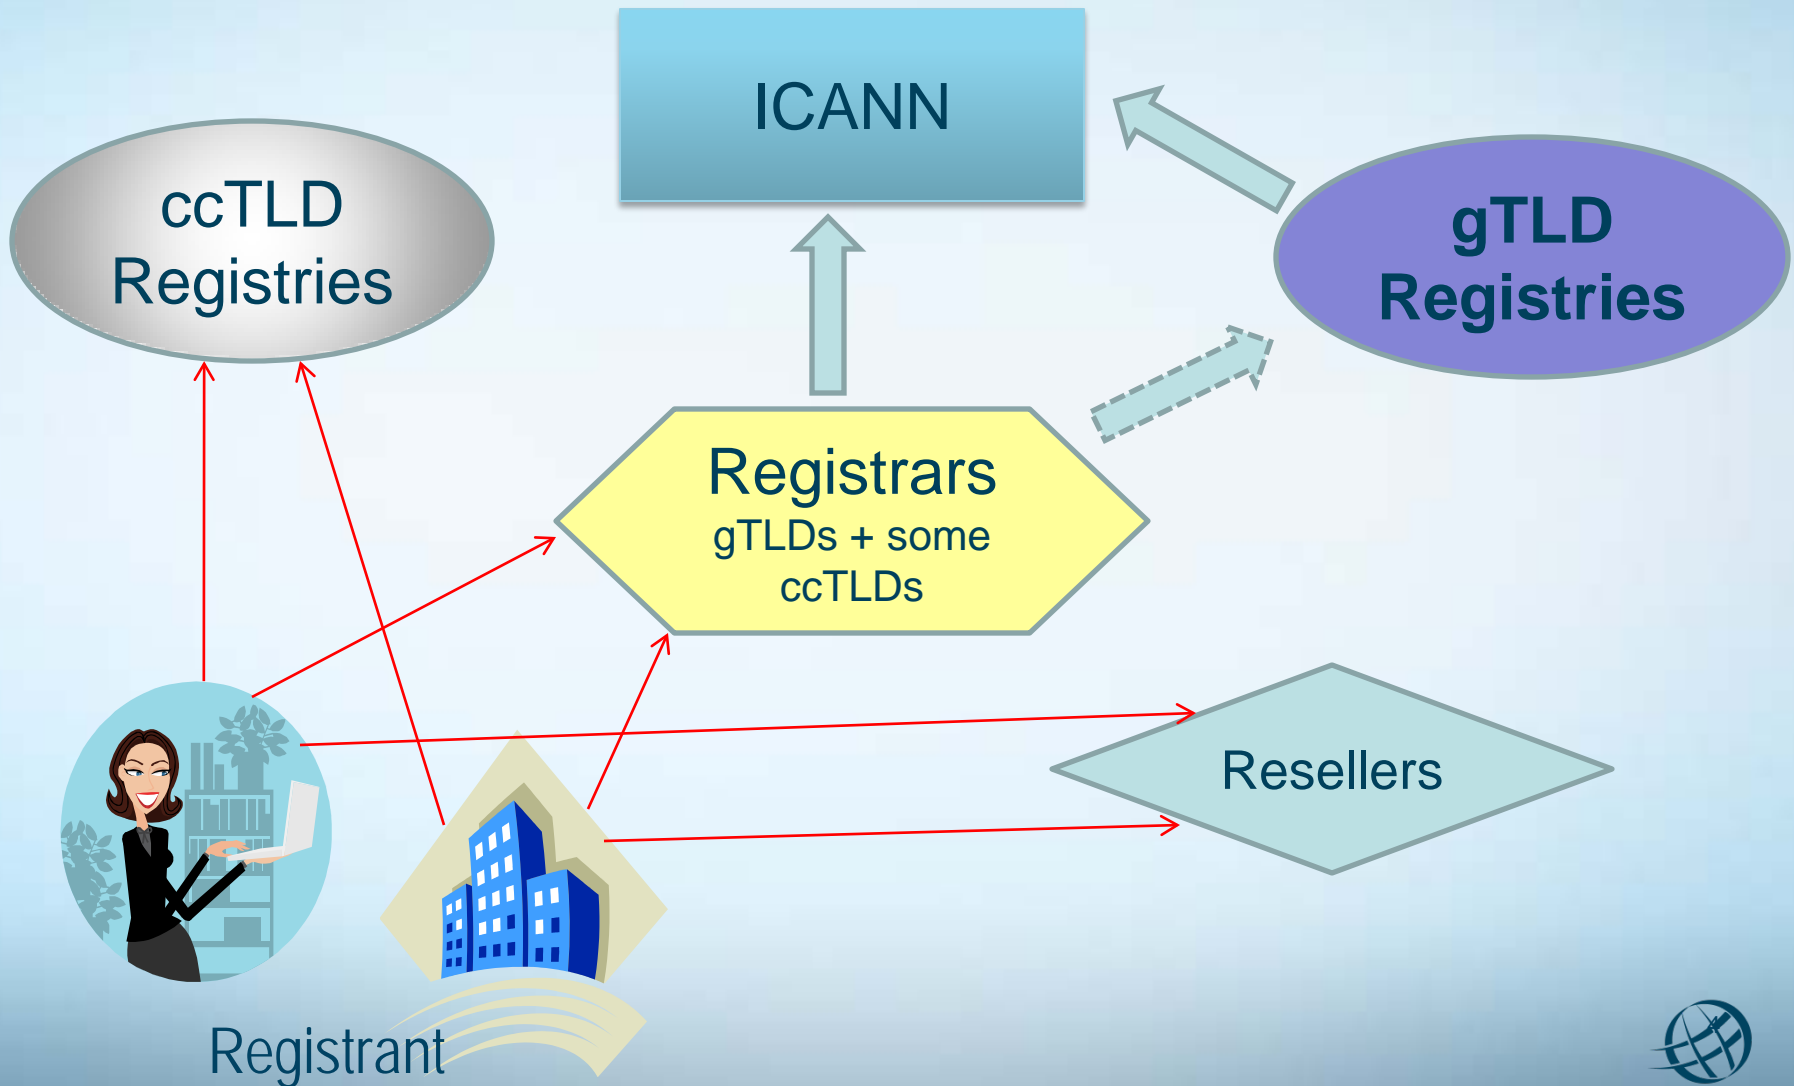 ICANN
ccTLD
Registries
gTLD
Registries
Registrars
gTLDs + some
ccTLDs
Resellers
Registrant